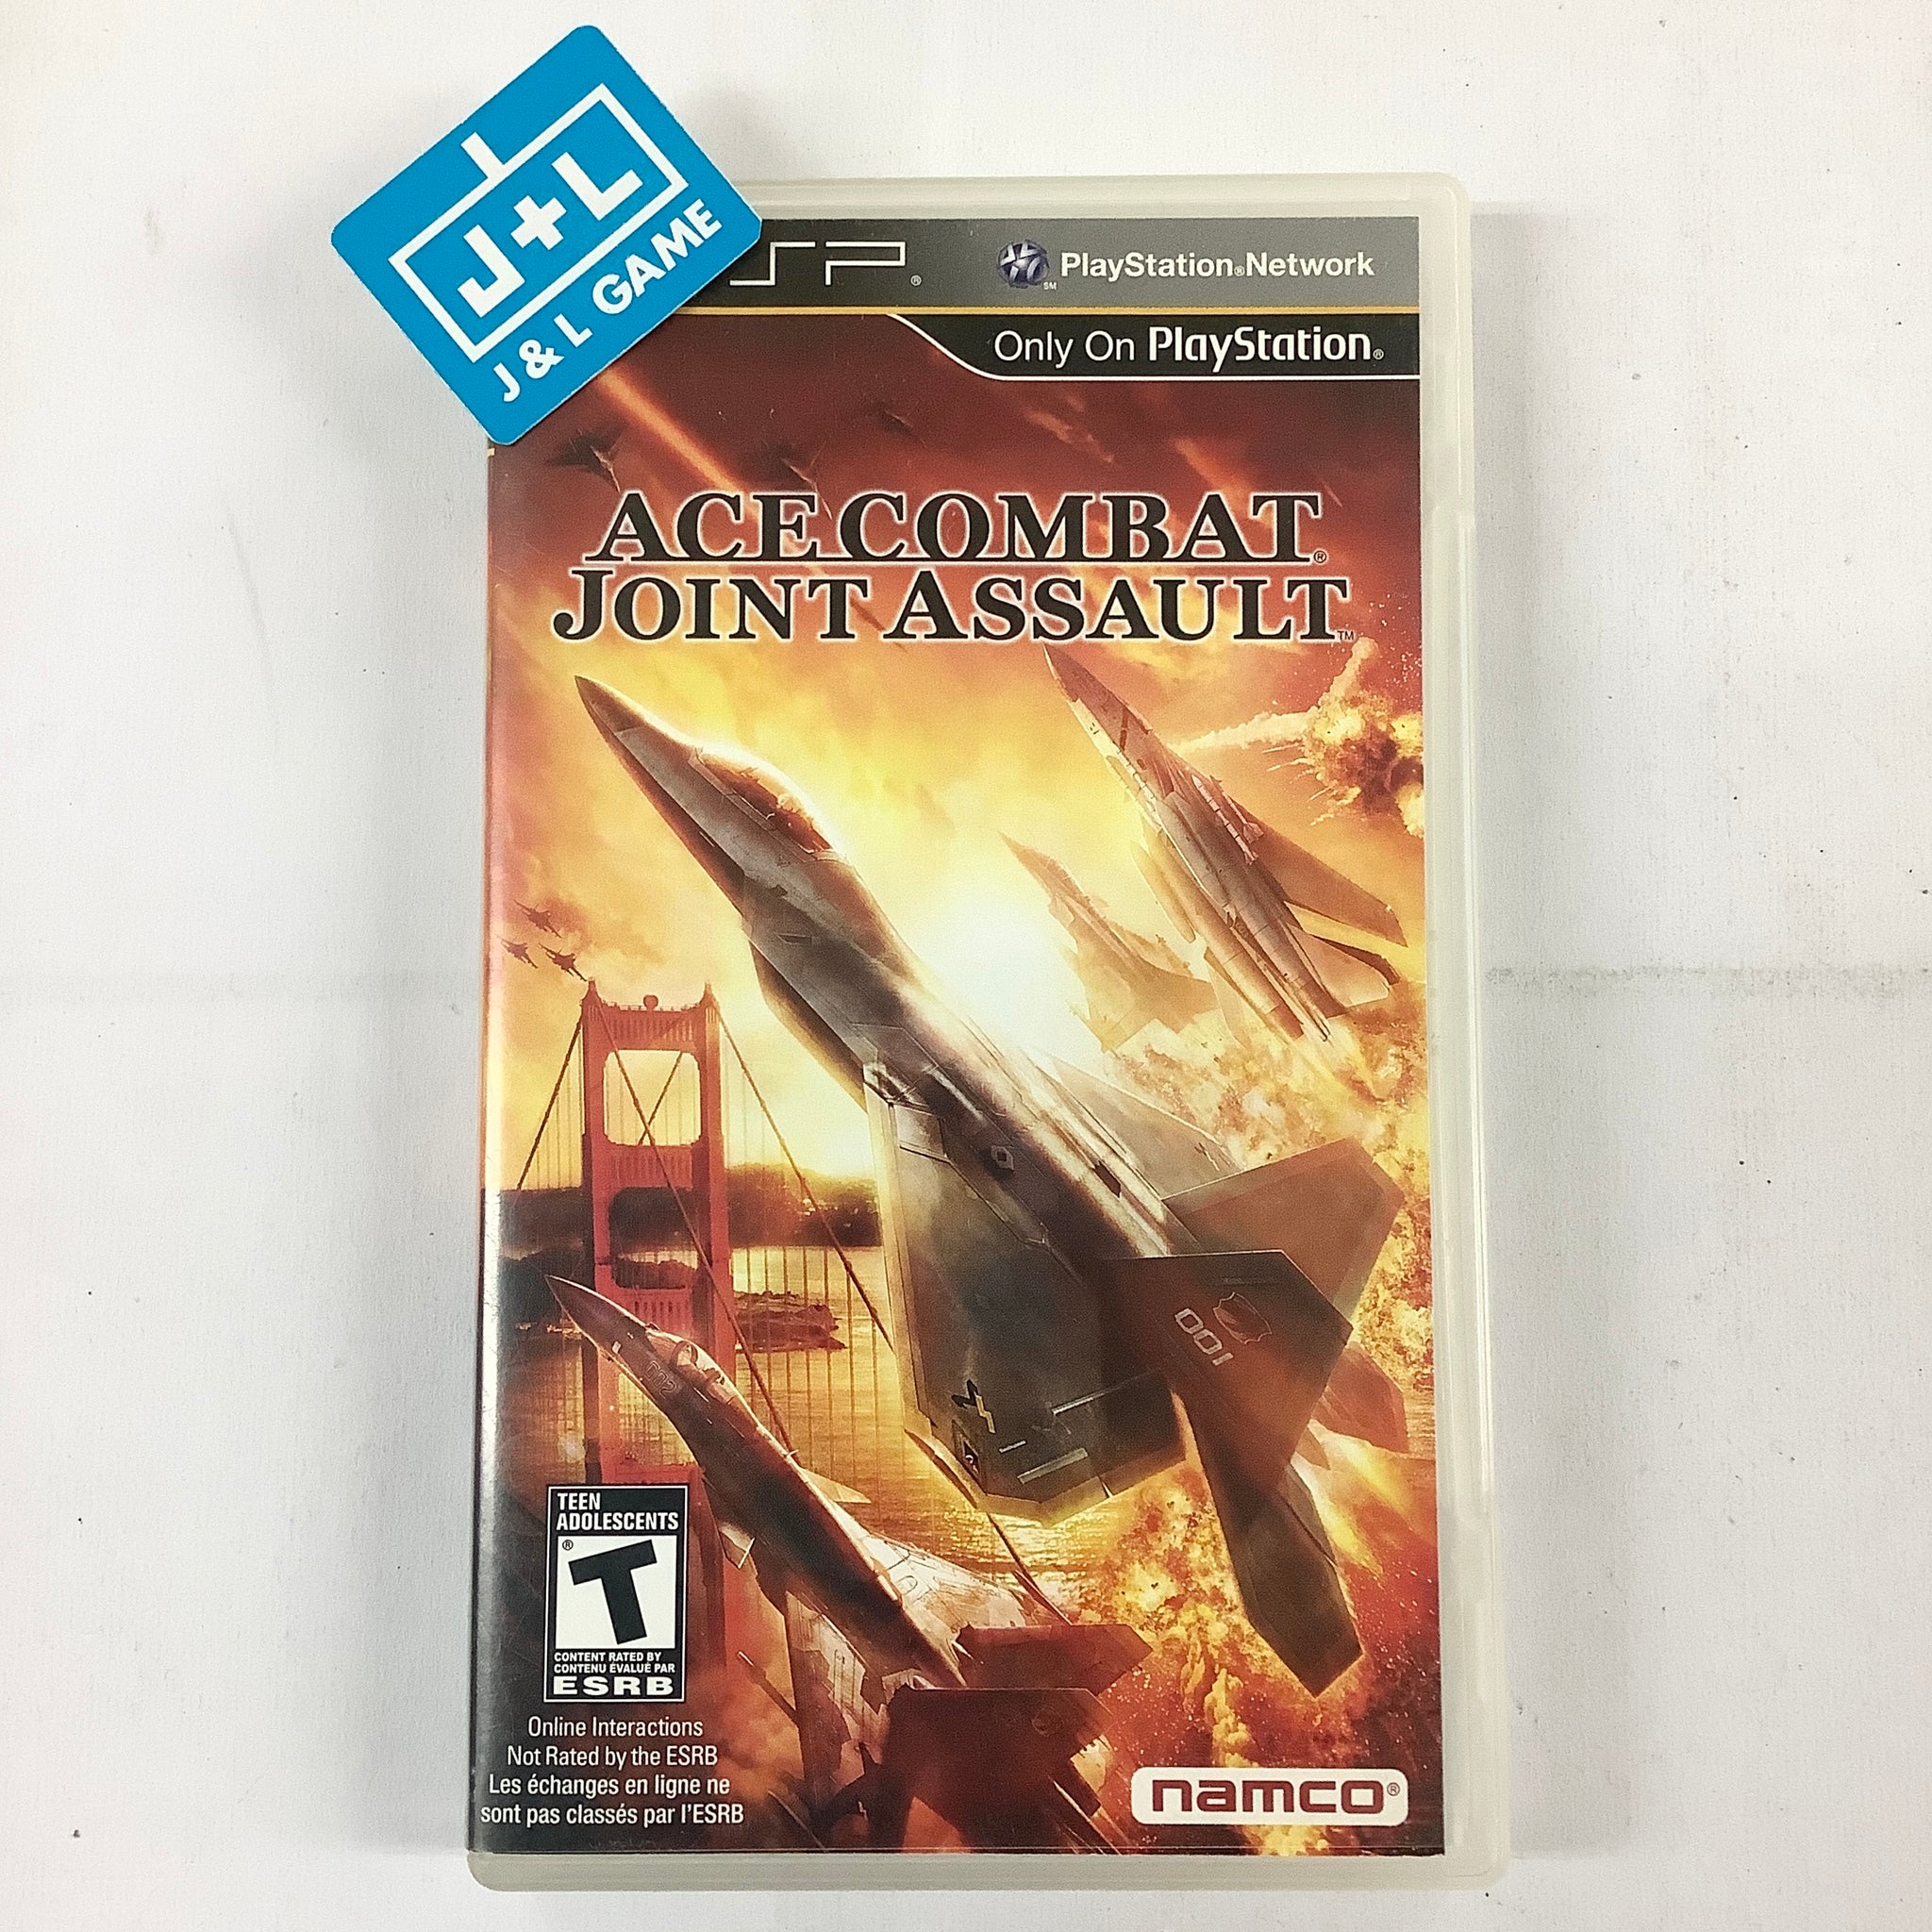 J+L
J & L GAME
PSP®
PlayStation®Network
SM
Only On PlayStation®
ACE COMBAT®
JOINT ASSAULT™
001
TEEN
ADOLESCENTS
®
T
CONTENT RATED BY
CONTENU ÉVALUÉ PAR
ESRB
Online Interactions
Not Rated by the ESRB
Les échanges en ligne ne
sont pas classés par l'ESRB
namco®